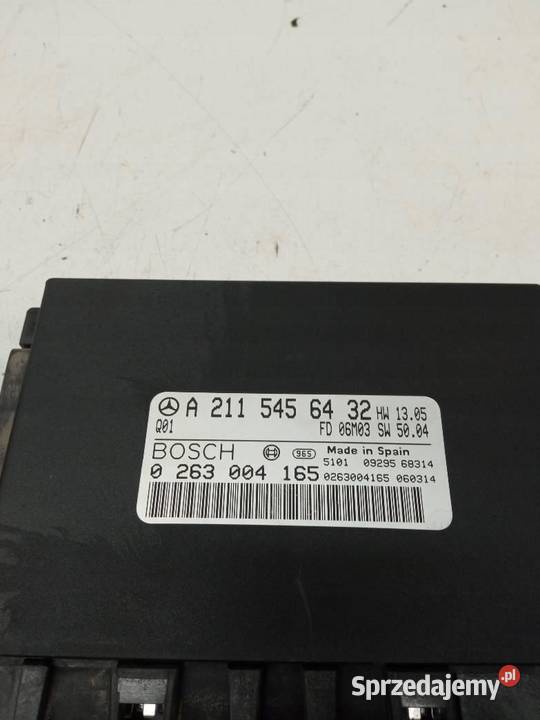 A 211 545 64 32 HW 13.05
Q01 FD 06M03 SW 50.04
BOSCH 965 Made in Spain
5101 09295 68314
0 263 004 165 0263004165 060314
Sprzedajemy.pl